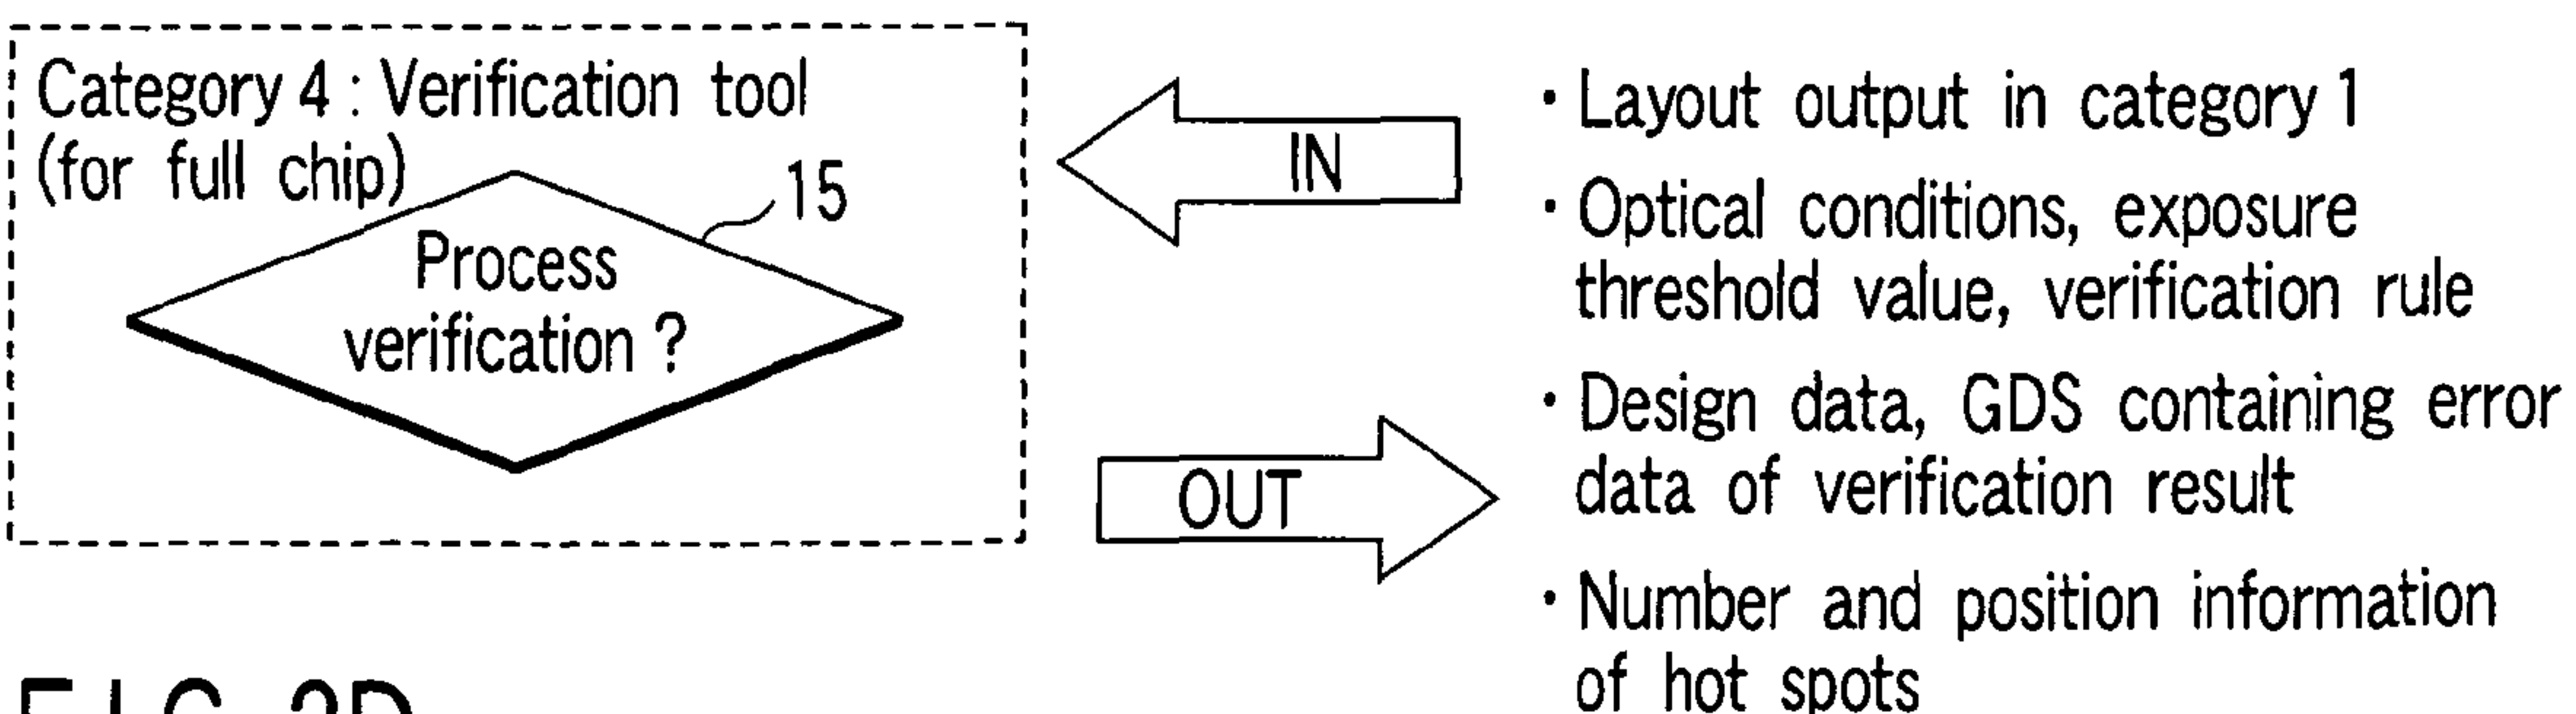 Category 4 : Verification tool
(for full chip)
15
Process
verification ?
IN
OUT
・Layout output in category 1
・Optical conditions, exposure
threshold value, verification rule
・Design data, GDS containing error
data of verification result
・Number and position information
of hot spots
FIG. 2D